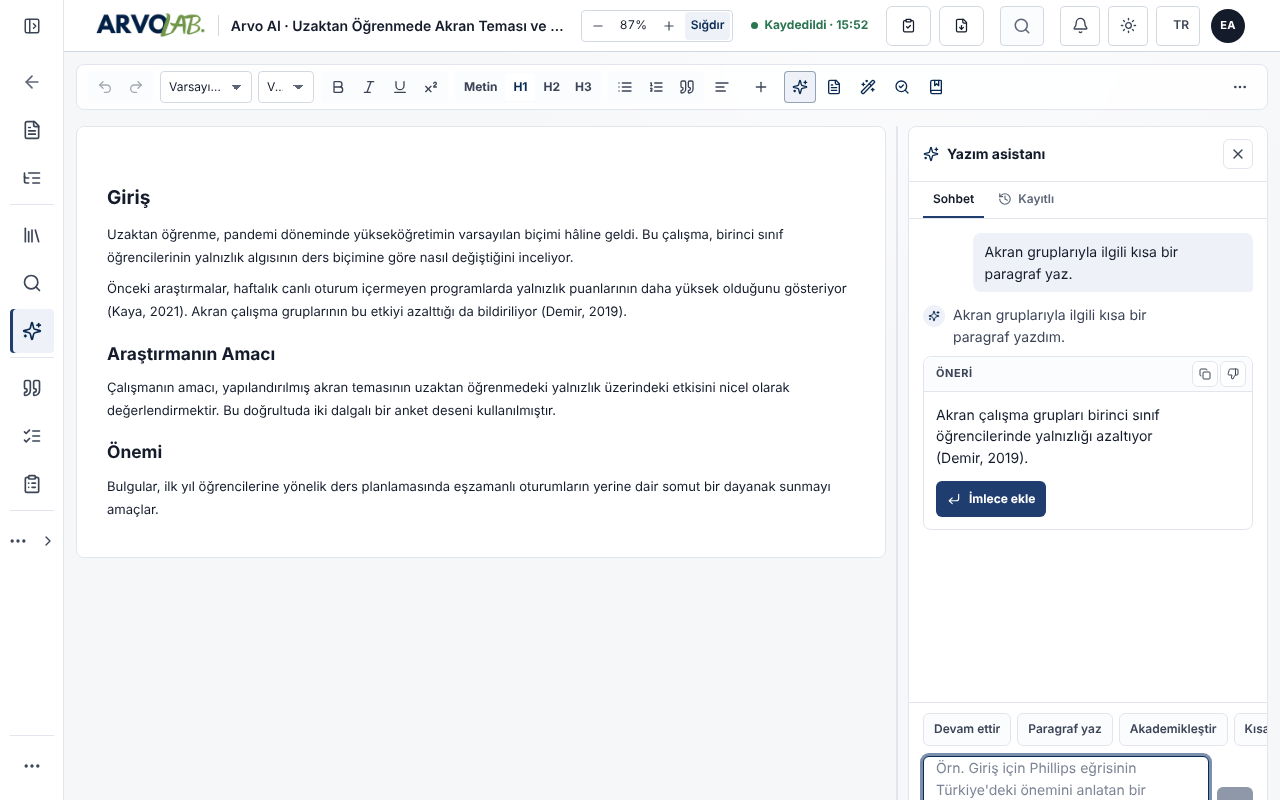 ARVO LAB.
Arvo AI · Uzaktan Öğrenmede Akran Teması ve ...
87%
Sığdır
Kaydedildi · 15:52
TR
EA
Varsayı...
V..
B I U x²
Metin H1 H2 H3
Giriş
Uzaktan öğrenme, pandemi döneminde yükseköğretimin varsayılan biçimi hâline geldi. Bu çalışma, birinci sınıf
öğrencilerinin yalnızlık algısının ders biçimine göre nasıl değiştiğini inceliyor.
Önceki araştırmalar, haftalık canlı oturum içermeyen programlarda yalnızlık puanlarının daha yüksek olduğunu gösteriyor
(Kaya, 2021). Akran çalışma gruplarının bu etkiyi azalttığı da bildiriliyor (Demir, 2019).
Araştırmanın Amacı
Çalışmanın amacı, yapılandırılmış akran temasının uzaktan öğrenmedeki yalnızlık üzerindeki etkisini nicel olarak
değerlendirmektir. Bu doğrultuda iki dalgalı bir anket deseni kullanılmıştır.
Önemi
Bulgular, ilk yıl öğrencilerine yönelik ders planlamasında eşzamanlı oturumların yerine dair somut bir dayanak sunmayı
amaçlar.
Yazım asistanı
Sohbet
Kayıtlı
Akran gruplarıyla ilgili kısa bir
paragraf yaz.
Akran gruplarıyla ilgili kısa bir
paragraf yazdım.
ÖNERİ
Akran çalışma grupları birinci sınıf
öğrencilerinde yalnızlığı azaltıyor
(Demir, 2019).
İmlece ekle
Devam ettir
Paragraf yaz
Akademikleştir
Kısa
Örn. Giriş için Phillips eğrisinin
Türkiye'deki önemini anlatan bir